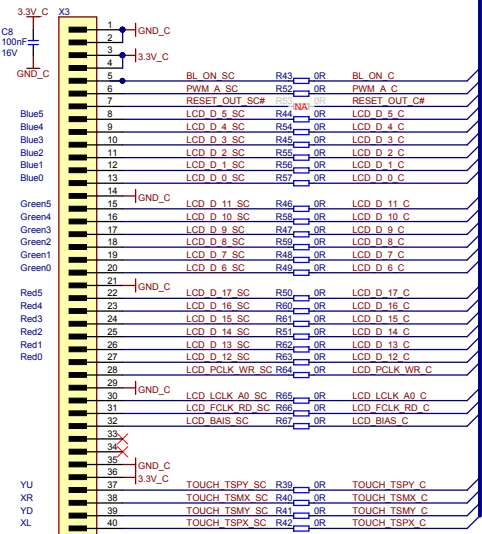 3.3V_C X3
C8
100nF
16V
GND_C
1 GND_C
2
3 3.3V_C
4
5 BL_ON_SC R43 0R BL_ON_C
6 PWM_A_SC R52 0R PWM_A_C
7 RESET_OUT_SC# R53 NA 0R RESET_OUT_C#
Blue5 8 LCD_D_5_SC R44 0R LCD_D_5_C
Blue4 9 LCD_D_4_SC R54 0R LCD_D_4_C
Blue3 10 LCD_D_3_SC R45 0R LCD_D_3_C
Blue2 11 LCD_D_2_SC R55 0R LCD_D_2_C
Blue1 12 LCD_D_1_SC R56 0R LCD_D_1_C
Blue0 13 LCD_D_0_SC R57 0R LCD_D_0_C
14 GND_C
Green5 15 LCD_D_11_SC R46 0R LCD_D_11_C
Green4 16 LCD_D_10_SC R58 0R LCD_D_10_C
Green3 17 LCD_D_9_SC R47 0R LCD_D_9_C
Green2 18 LCD_D_8_SC R59 0R LCD_D_8_C
Green1 19 LCD_D_7_SC R48 0R LCD_D_7_C
Green0 20 LCD_D_6_SC R49 0R LCD_D_6_C
21 GND_C
Red5 22 LCD_D_17_SC R50 0R LCD_D_17_C
Red4 23 LCD_D_16_SC R60 0R LCD_D_16_C
Red3 24 LCD_D_15_SC R61 0R LCD_D_15_C
Red2 25 LCD_D_14_SC R51 0R LCD_D_14_C
Red1 26 LCD_D_13_SC R62 0R LCD_D_13_C
Red0 27 LCD_D_12_SC R63 0R LCD_D_12_C
28 LCD_PCLK_WR_SC R64 0R LCD_PCLK_WR_C
29 GND_C
30 LCD_LCLK_A0_SC R65 0R LCD_LCLK_A0_C
31 LCD_FCLK_RD_SC R66 0R LCD_FCLK_RD_C
32 LCD_BAIS_SC R67 0R LCD_BIAS_C
33
34
35 GND_C
36 3.3V_C
YU 37 TOUCH_TSPY_SC R39 0R TOUCH_TSPY_C
XR 38 TOUCH_TSMX_SC R40 0R TOUCH_TSMX_C
YD 39 TOUCH_TSMY_SC R41 0R TOUCH_TSMY_C
XL 40 TOUCH_TSPX_SC R42 0R TOUCH_TSPX_C